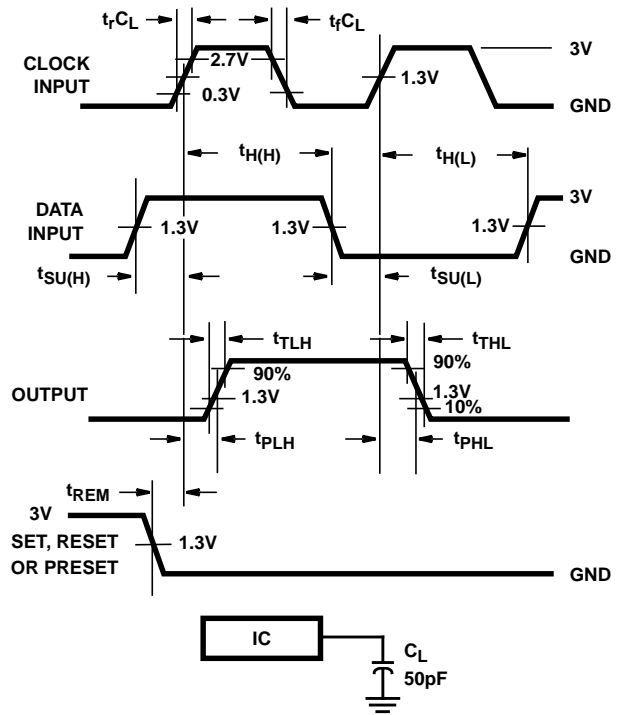 trCL
tfCL
CLOCK
INPUT
2.7V
0.3V
1.3V
3V
GND
tH(H)
tH(L)
DATA
INPUT
1.3V
1.3V
1.3V
3V
GND
tSU(H)
tSU(L)
tTLH
tTHL
90%
90%
OUTPUT
1.3V
1.3V
10%
tPLH
tPHL
tREM
3V
SET, RESET
OR PRESET
1.3V
GND
IC
CL
50pF